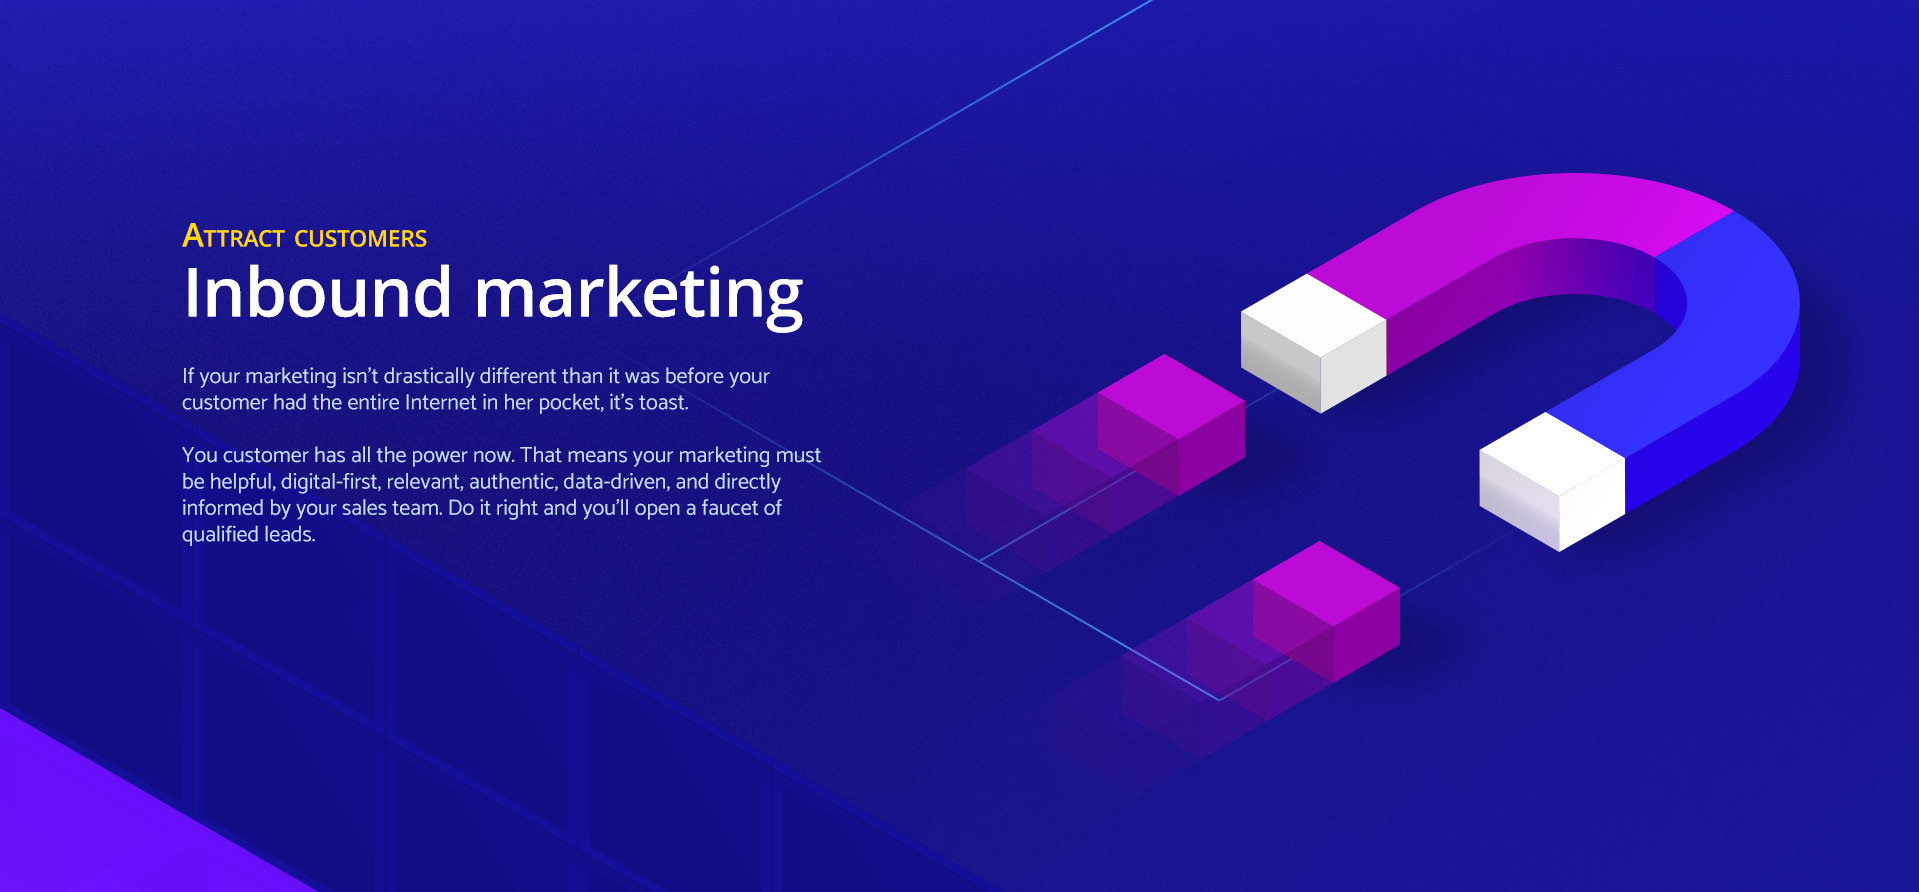 Attract customers
Inbound marketing
If your marketing isn't drastically different than it was before your
customer had the entire Internet in her pocket, it's toast.
You customer has all the power now. That means your marketing must
be helpful, digital-first, relevant, authentic, data-driven, and directly
informed by your sales team. Do it right and you'll open a faucet of
qualified leads.